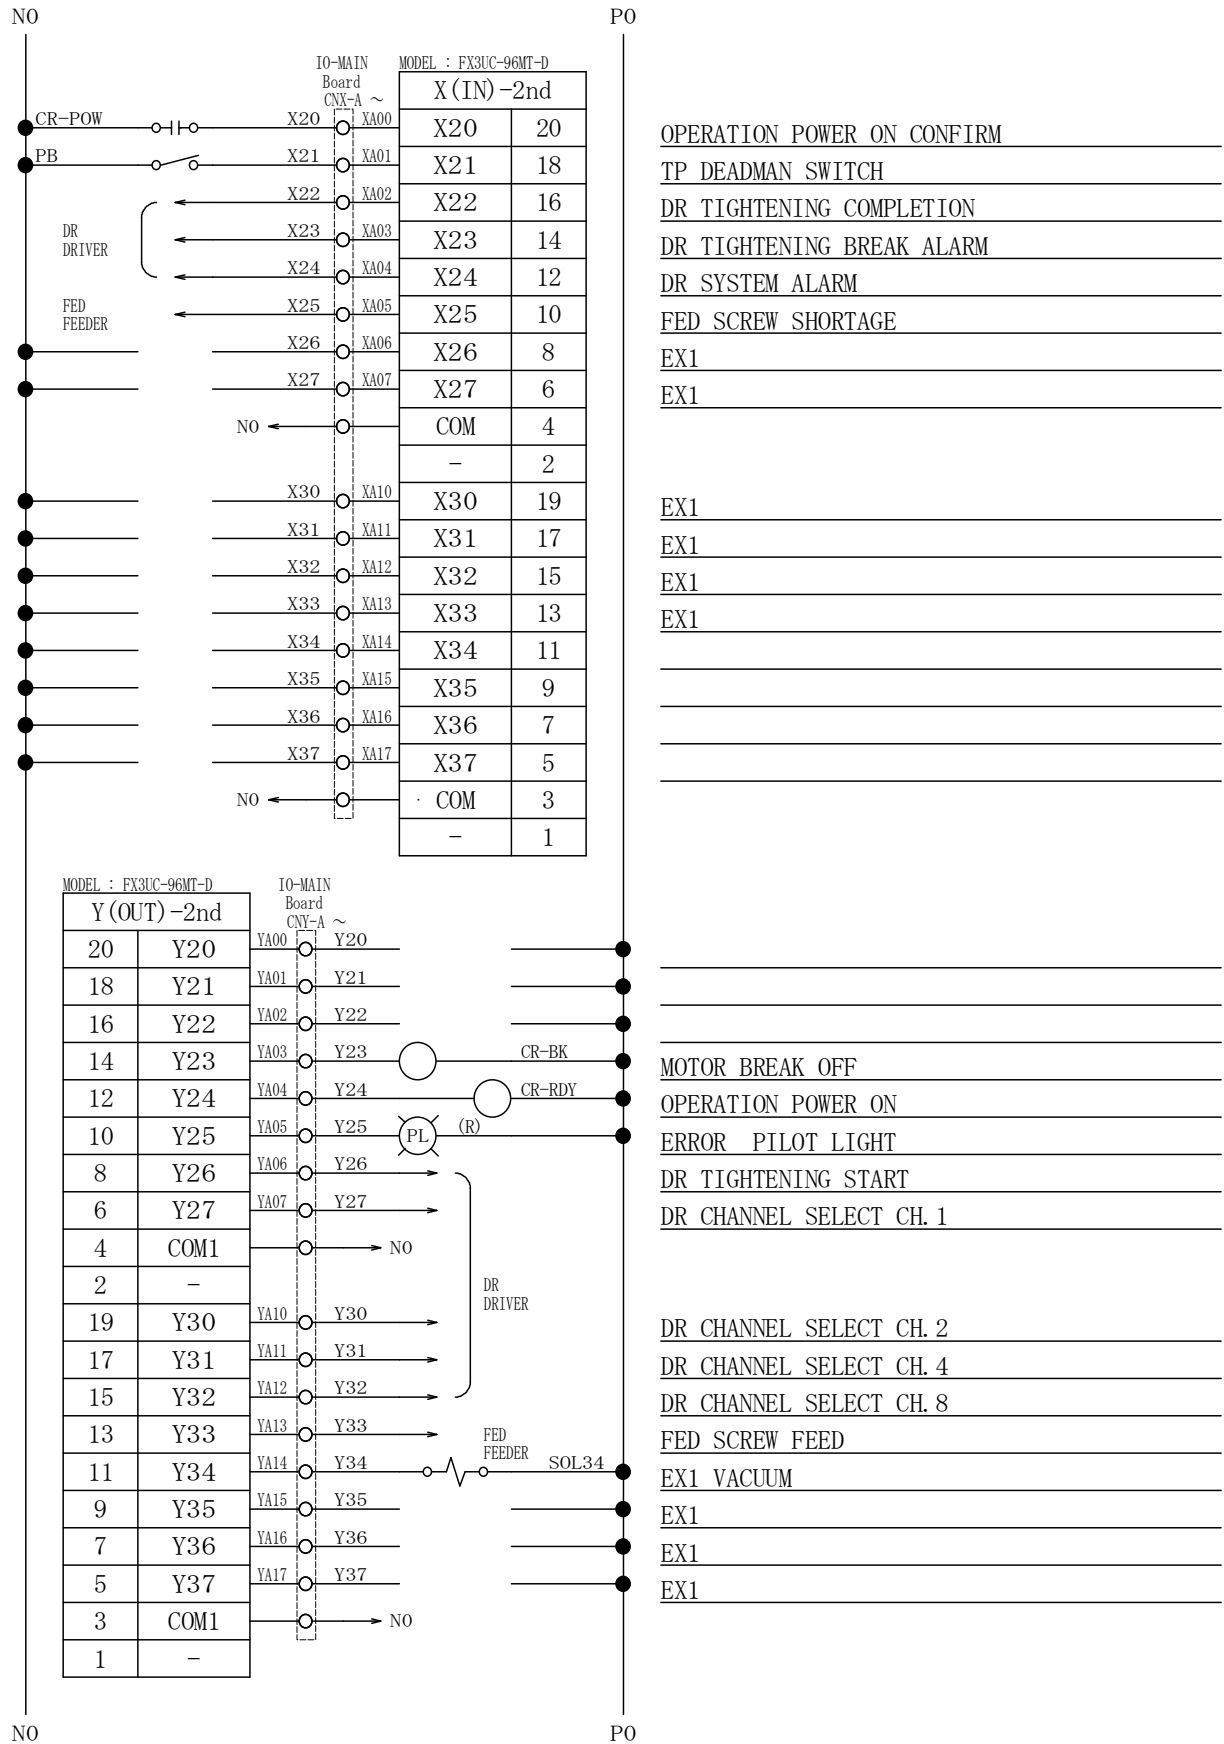 N0 P0
IO-MAIN MODEL : FX3UC-96MT-D
Board X(IN)-2nd
CNX-A ～
CR-POW X20 XA00 X20 20 OPERATION POWER ON CONFIRM
PB X21 XA01 X21 18 TP DEADMAN SWITCH
X22 XA02 X22 16 DR TIGHTENING COMPLETION
DR
DRIVER
X23 XA03 X23 14 DR TIGHTENING BREAK ALARM
X24 XA04 X24 12 DR SYSTEM ALARM
FED
FEEDER
X25 XA05 X25 10 FED SCREW SHORTAGE
X26 XA06 X26 8 EX1
X27 XA07 X27 6 EX1
N0 COM 4
- 2
X30 XA10 X30 19 EX1
X31 XA11 X31 17 EX1
X32 XA12 X32 15 EX1
X33 XA13 X33 13 EX1
X34 XA14 X34 11
X35 XA15 X35 9
X36 XA16 X36 7
X37 XA17 X37 5
N0 COM 3
- 1
MODEL : FX3UC-96MT-D IO-MAIN
Y(OUT)-2nd Board
CNY-A ～
20 Y20 YA00 Y20
18 Y21 YA01 Y21
16 Y22 YA02 Y22
14 Y23 YA03 Y23 CR-BK MOTOR BREAK OFF
12 Y24 YA04 Y24 CR-RDY OPERATION POWER ON
10 Y25 YA05 Y25 PL (R) ERROR PILOT LIGHT
8 Y26 YA06 Y26 DR TIGHTENING START
6 Y27 YA07 Y27 DR CHANNEL SELECT CH.1
4 COM1 N0
2 -
DR
DRIVER
19 Y30 YA10 Y30 DR CHANNEL SELECT CH.2
17 Y31 YA11 Y31 DR CHANNEL SELECT CH.4
15 Y32 YA12 Y32 DR CHANNEL SELECT CH.8
13 Y33 YA13 Y33 FED SCREW FEED
FED
FEEDER
11 Y34 YA14 Y34 SOL34 EX1 VACUUM
9 Y35 YA15 Y35 EX1
7 Y36 YA16 Y36 EX1
5 Y37 YA17 Y37 EX1
3 COM1 N0
1 -
N0 P0